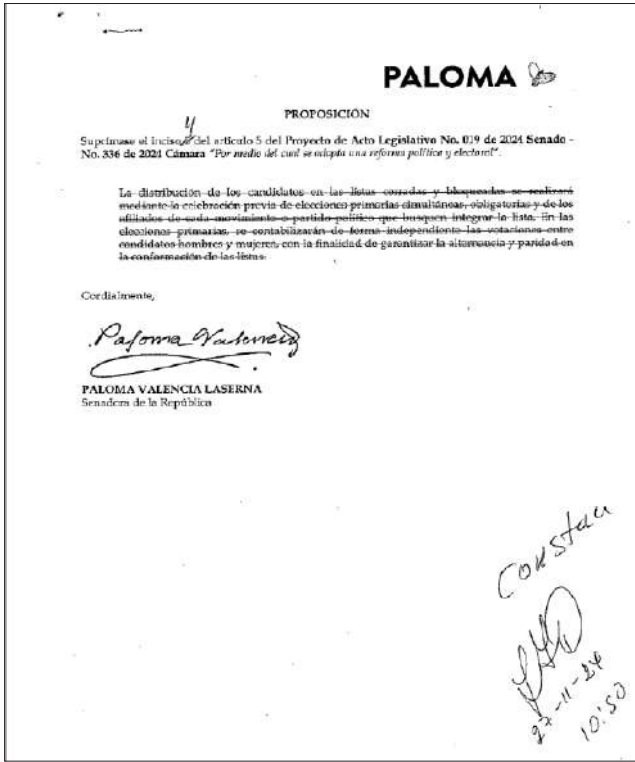 PALOMA
PROPOSICIÓN
4
Suprímase el inciso del artículo 5 del Proyecto de Acto Legislativo No. 019 de 2024 Senado -
No. 336 de 2024 Cámara "Por medio del cual se adopta una reforma política y electoral".
La distribución de los candidatos en las listas cerradas y bloqueadas se realizará
mediante la celebración previa de elecciones primarias simultáneas, obligatorias y de los
afiliados de cada movimiento o partido político que busquen integrar la lista. En las
elecciones primarias, se contabilizarán de forma independiente las votaciones entre
candidatos hombres y mujeres, con la finalidad de garantizar la alternancia y paridad en
la conformación de las listas.
Cordialmente,
Paloma Valencia
PALOMA VALENCIA LASERNA
Senadora de la República
Constan
27-11-24
10:50